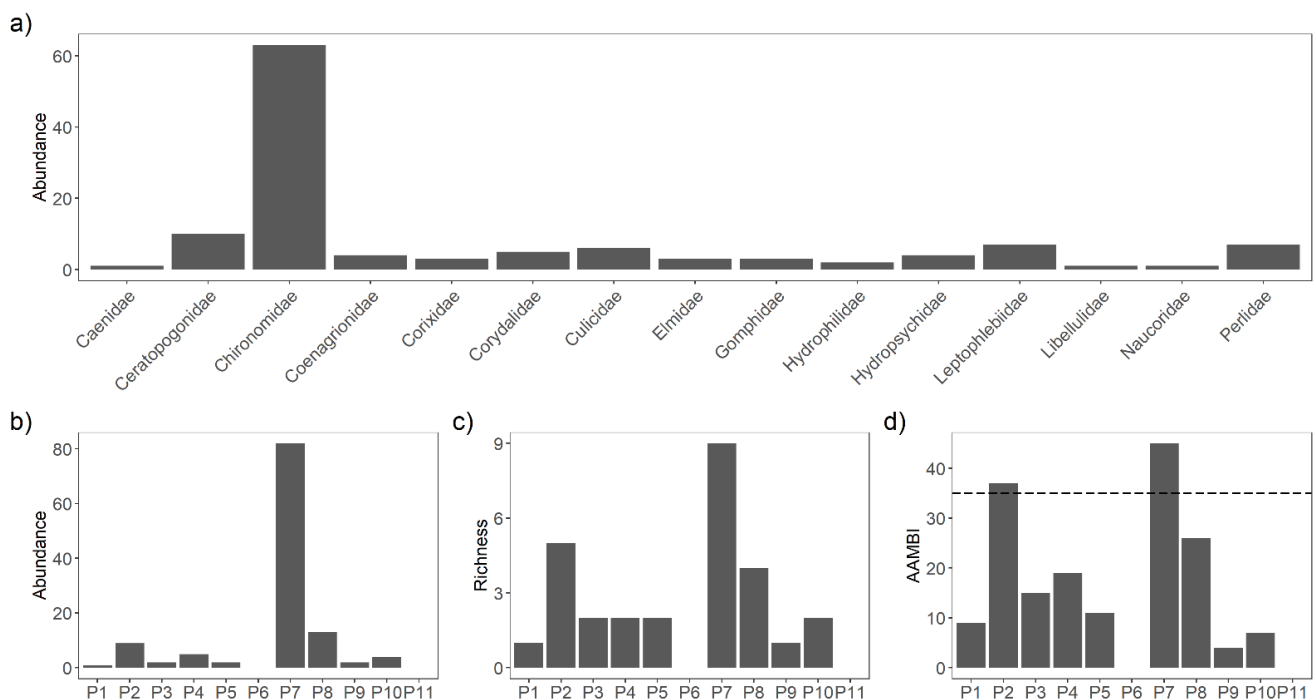 a)
Abundance
60
40
20
0
Caenidae
Ceratopogonidae
Chironomidae
Coenagrionidae
Corixidae
Corydalidae
Culicidae
Elmidae
Gomphidae
Hydrophilidae
Hydropsychidae
Leptophlebiidae
Libellulidae
Naucoridae
Perlidae
b)
Abundance
80
60
40
20
0
P1 P2 P3 P4 P5 P6 P7 P8 P9 P10 P11
c)
Richness
9
6
3
0
P1 P2 P3 P4 P5 P6 P7 P8 P9 P10 P11
d)
AAMBI
40
30
20
10
0
P1 P2 P3 P4 P5 P6 P7 P8 P9 P10 P11